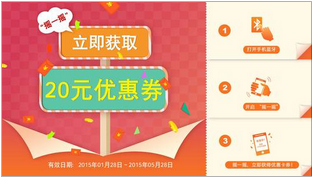 “摇一摇”
立即获取
20元优惠券
有效日期：2015年01月28日－2015年05月28日
1
打开手机蓝牙
2
开启“摇一摇”
3
摇一摇，立即获得优惠卡券！